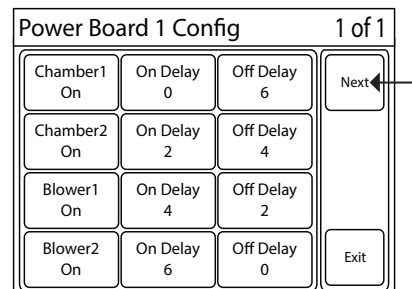 Power Board 1 Config 1 of 1
Chamber1 On Delay Off Delay Next
On 0 6
Chamber2 On Delay Off Delay
On 2 4
Blower1 On Delay Off Delay
On 4 2
Blower2 On Delay Off Delay Exit
On 6 0